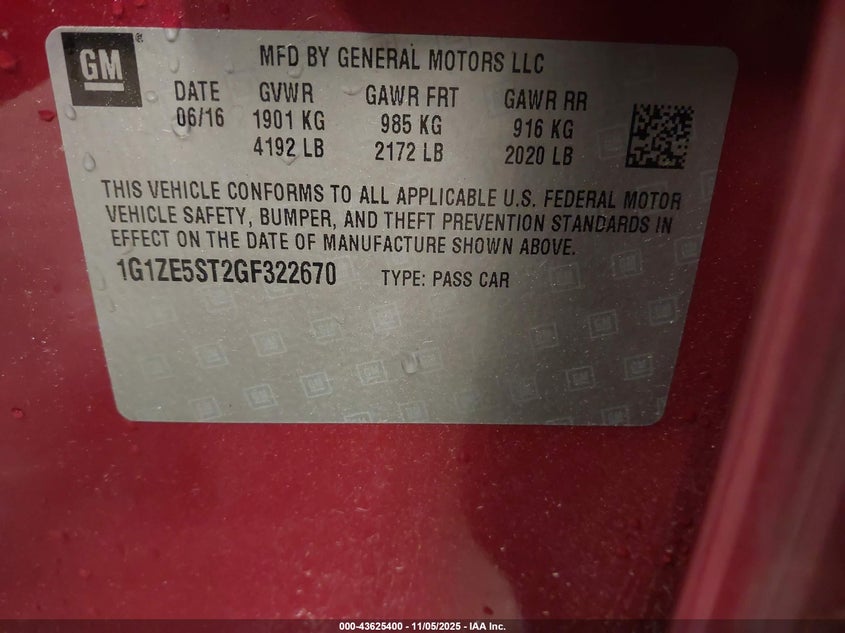 GM
MFD BY GENERAL MOTORS LLC
DATE GVWR GAWR FRT GAWR RR
06/16 1901 KG 985 KG 916 KG
4192 LB 2172 LB 2020 LB
THIS VEHICLE CONFORMS TO ALL APPLICABLE U.S. FEDERAL MOTOR
VEHICLE SAFETY, BUMPER, AND THEFT PREVENTION STANDARDS IN
EFFECT ON THE DATE OF MANUFACTURE SHOWN ABOVE.
1G1ZE5ST2GF322670 TYPE: PASS CAR
000-43625400 - 11/05/2025 - IAA Inc.